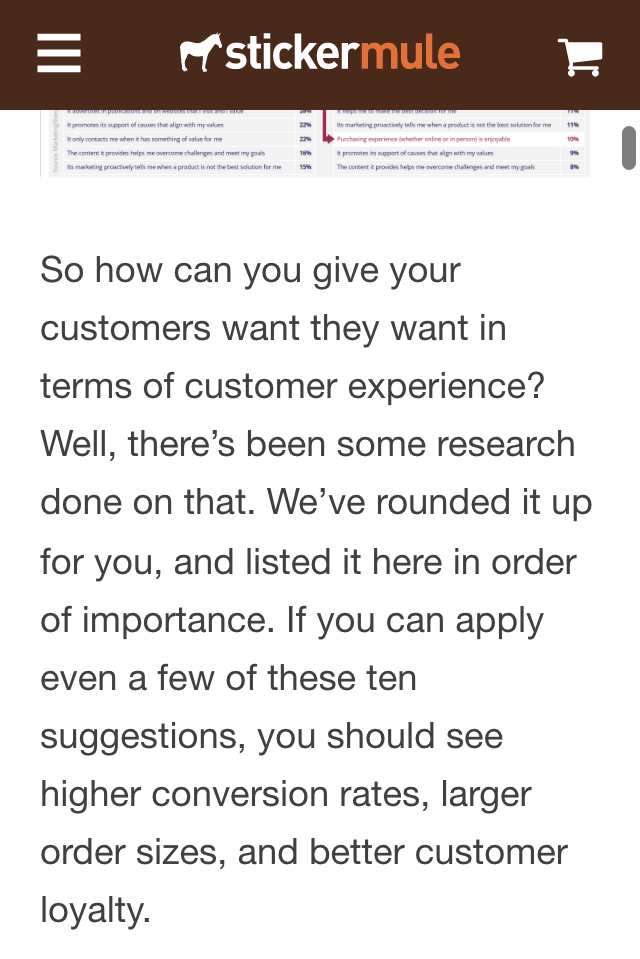 stickermule
It promotes its support of causes that align with my values 22%
It only contacts me when it has something of value for me 22%
The content it provides helps me overcome challenges and meet my goals 16%
Its marketing proactively tells me when a product is not the best solution for me 15%
11%
Its marketing proactively tells me when a product is not the best solution for me 11%
Purchasing experience (whether online or in person) is enjoyable 10%
It promotes its support of causes that align with my values 9%
The content it provides helps me overcome challenges and meet my goals 8%
So how can you give your
customers want they want in
terms of customer experience?
Well, there’s been some research
done on that. We’ve rounded it up
for you, and listed it here in order
of importance. If you can apply
even a few of these ten
suggestions, you should see
higher conversion rates, larger
order sizes, and better customer
loyalty.